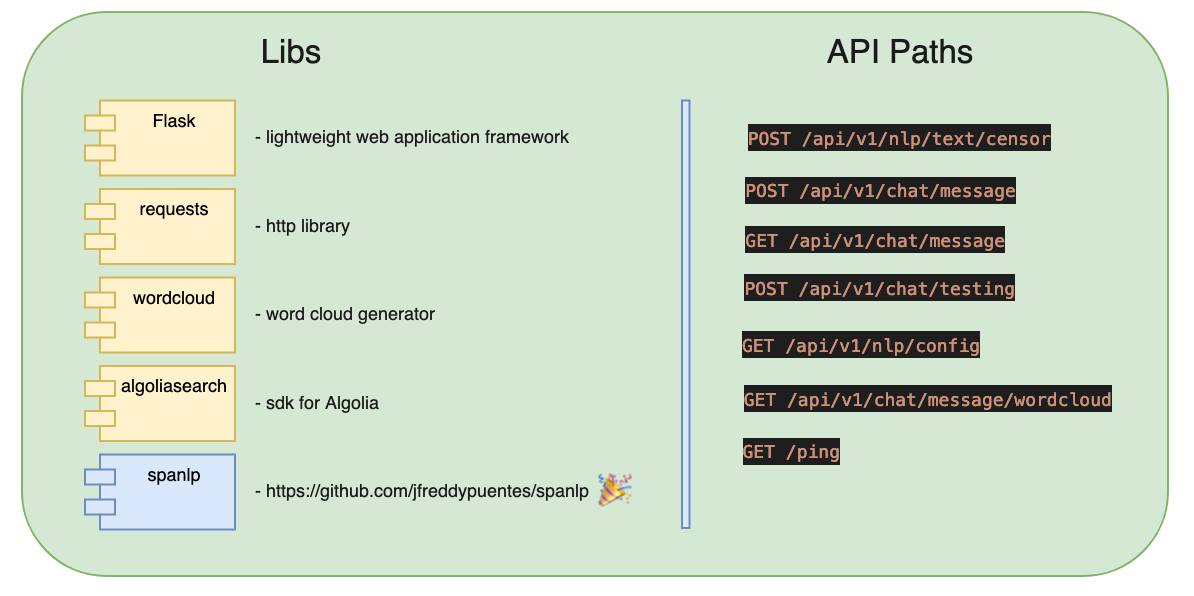 Libs
Flask
- lightweight web application framework
requests
- http library
wordcloud
- word cloud generator
algoliasearch
- sdk for Algolia
spanlp
- https://github.com/jfreddypuentes/spanlp
API Paths
POST /api/v1/nlp/text/censor
POST /api/v1/chat/message
GET /api/v1/chat/message
POST /api/v1/chat/testing
GET /api/v1/nlp/config
GET /api/v1/chat/message/wordcloud
GET /ping